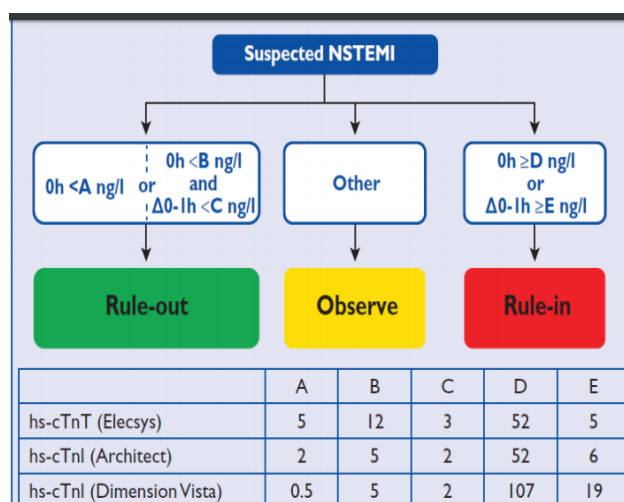 Suspected NSTEMI
0h <A ng/l or 0h <B ng/l
and
Δ0-1h <C ng/l
Other
0h ≥D ng/l
or
Δ0-1h ≥E ng/l
Rule-out
Observe
Rule-in
A B C D E
hs-cTnT (Elecsys) 5 12 3 52 5
hs-cTnl (Architect) 2 5 2 52 6
hs-cTnl (Dimension Vista) 0.5 5 2 107 19